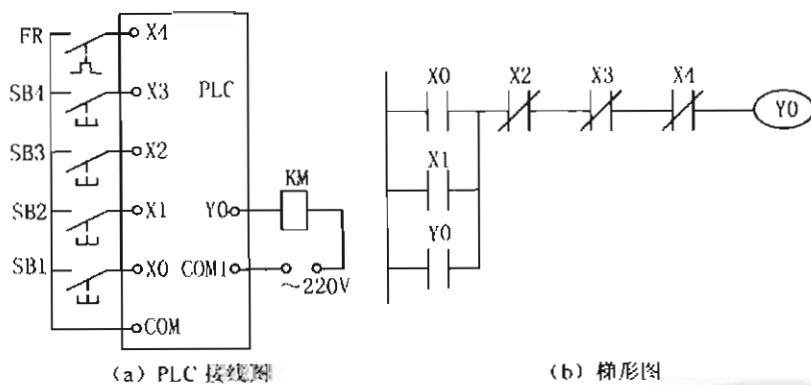 FR
X4
SB4
X3
PLC
SB3
X2
SB2
X1
Y0
KM
SB1
X0
COM1
~220V
COM
(a) PLC 接线图
X0
X2
X3
X4
Y0
X1
Y0
(b) 梯形图